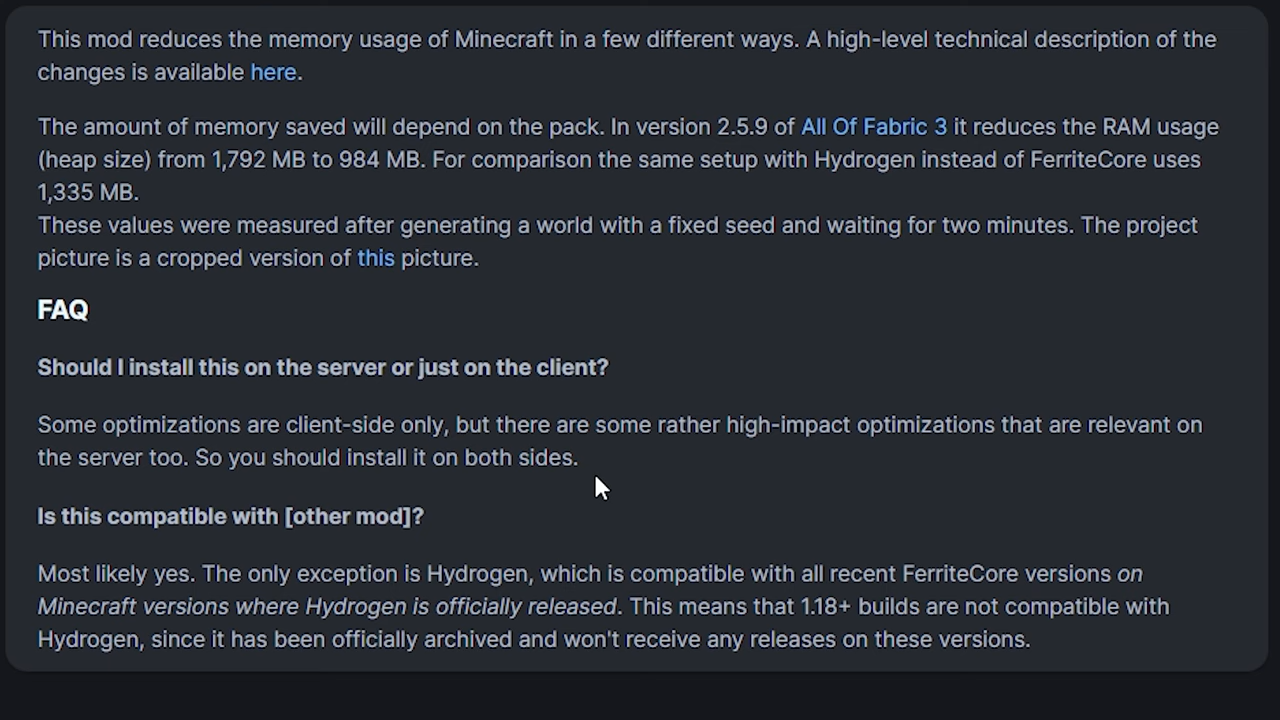 This mod reduces the memory usage of Minecraft in a few different ways. A high-level technical description of the
changes is available here.
The amount of memory saved will depend on the pack. In version 2.5.9 of All Of Fabric 3 it reduces the RAM usage
(heap size) from 1,792 MB to 984 MB. For comparison the same setup with Hydrogen instead of FerriteCore uses
1,335 MB.
These values were measured after generating a world with a fixed seed and waiting for two minutes. The project
picture is a cropped version of this picture.
FAQ
Should I install this on the server or just on the client?
Some optimizations are client-side only, but there are some rather high-impact optimizations that are relevant on
the server too. So you should install it on both sides.
Is this compatible with [other mod]?
Most likely yes. The only exception is Hydrogen, which is compatible with all recent FerriteCore versions on
Minecraft versions where Hydrogen is officially released. This means that 1.18+ builds are not compatible with
Hydrogen, since it has been officially archived and won't receive any releases on these versions.